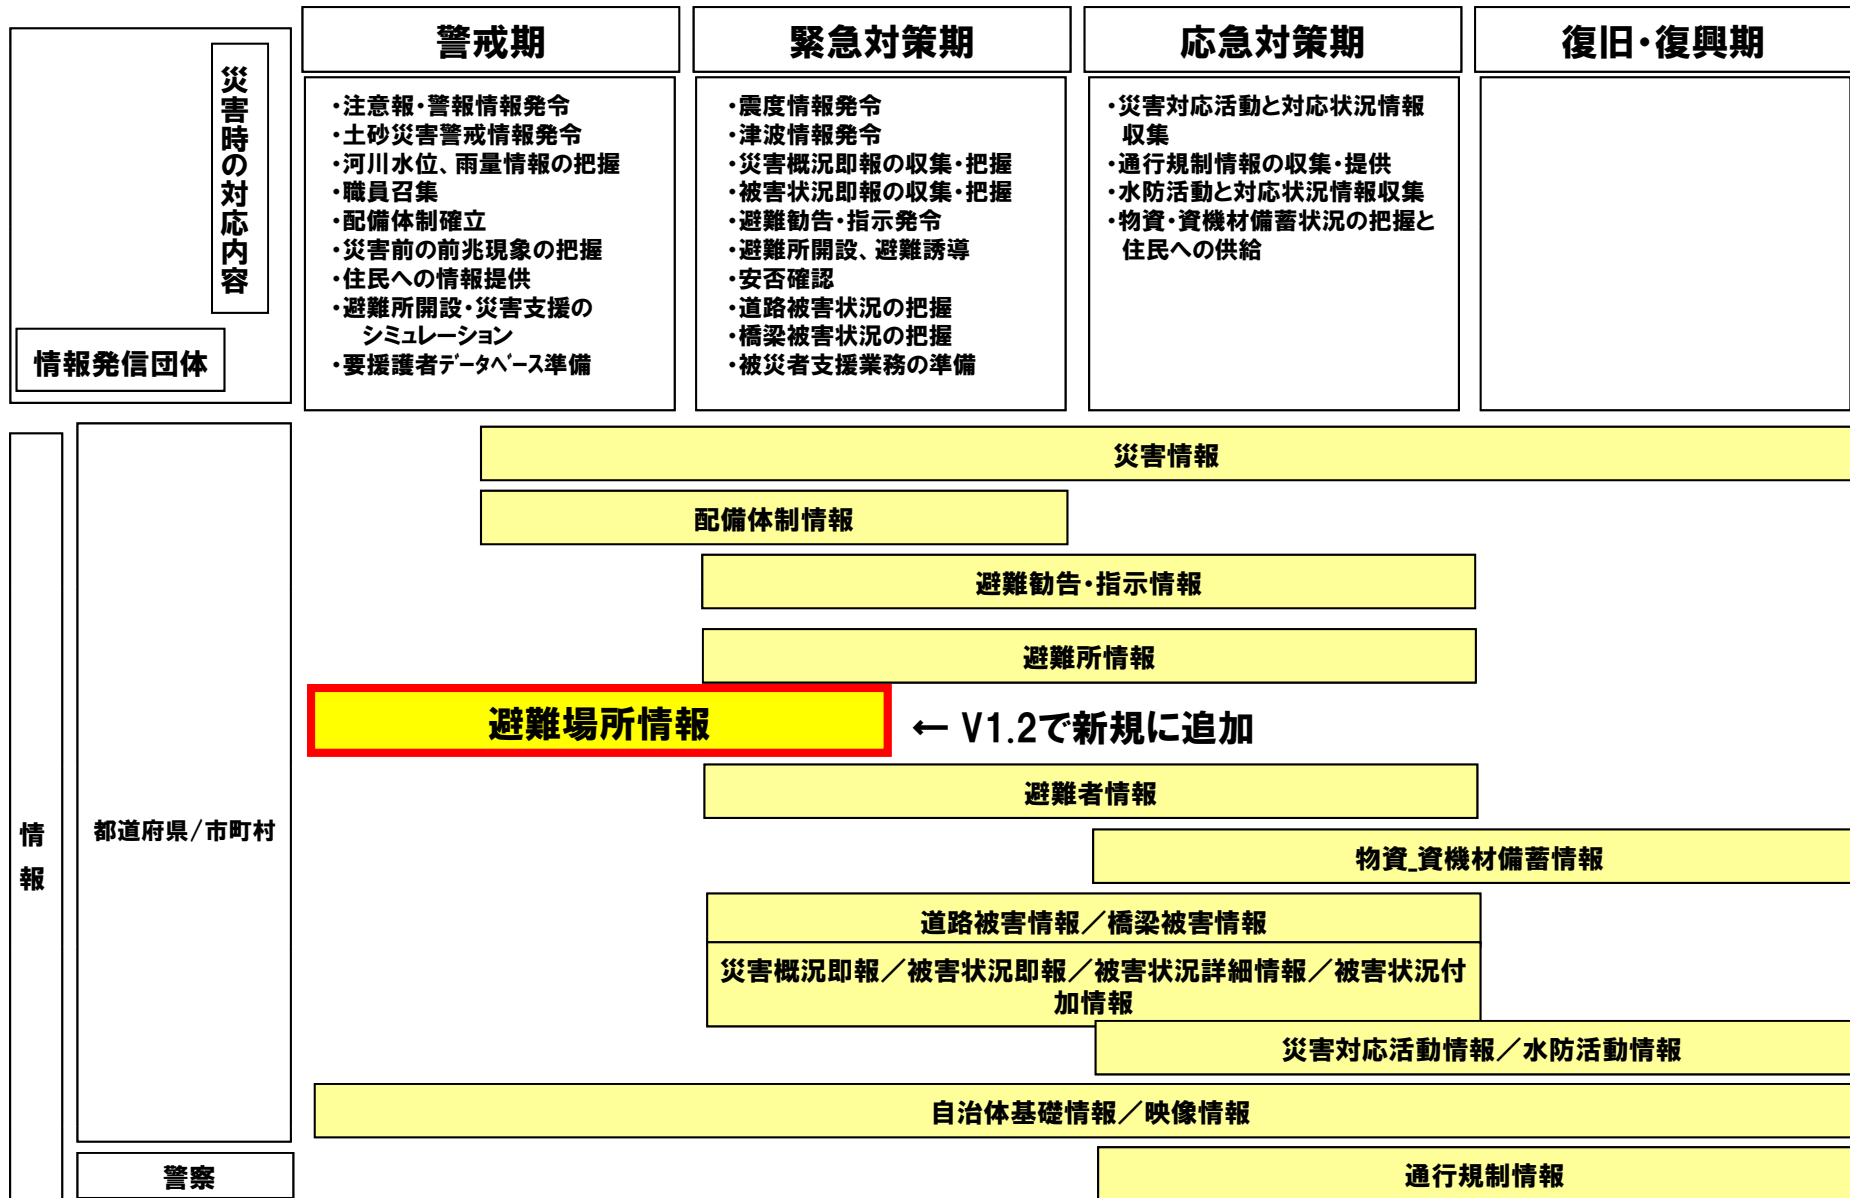 災害時の対応内容
情報発信団体
警戒期
・注意報・警報情報発令
・土砂災害警戒情報発令
・河川水位、雨量情報の把握
・職員召集
・配備体制確立
・災害前の前兆現象の把握
・住民への情報提供
・避難所開設・災害支援の
シミュレーション
・要援護者ﾃﾞｰﾀﾍﾞｰｽ準備
緊急対策期
・震度情報発令
・津波情報発令
・災害概況即報の収集・把握
・被害状況即報の収集・把握
・避難勧告・指示発令
・避難所開設、避難誘導
・安否確認
・道路被害状況の把握
・橋梁被害状況の把握
・被災者支援業務の準備
応急対策期
・災害対応活動と対応状況情報
収集
・通行規制情報の収集・提供
・水防活動と対応状況情報収集
・物資・資機材備蓄状況の把握と
住民への供給
復旧・復興期
情報
都道府県/市町村
災害情報
配備体制情報
避難勧告・指示情報
避難所情報
避難場所情報
← V1.2で新規に追加
避難者情報
物資_資機材備蓄情報
道路被害情報／橋梁被害情報
災害概況即報／被害状況即報／被害状況詳細情報／被害状況付
加情報
災害対応活動情報／水防活動情報
自治体基礎情報／映像情報
警察
通行規制情報